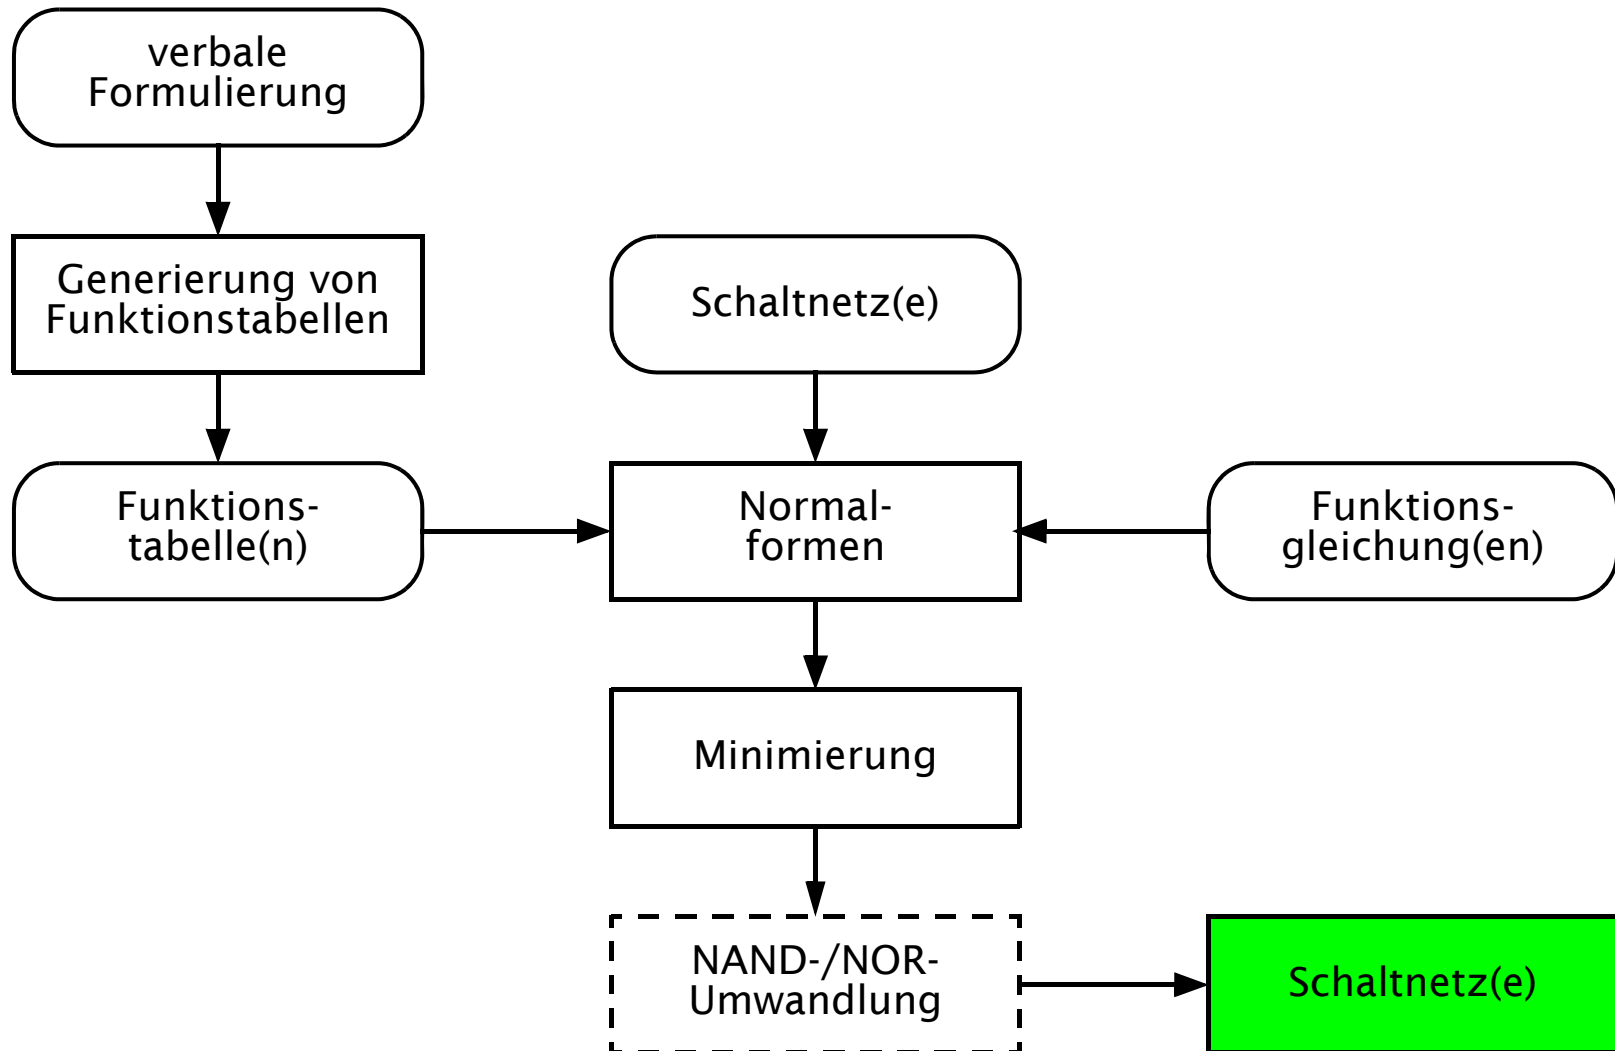 verbale
Formulierung
Generierung von
Funktionstabellen
Schaltnetz(e)
Funktions-
tabelle(n)
Normal-
formen
Funktions-
gleichung(en)
Minimierung
NAND-/NOR-
Umwandlung
Schaltnetz(e)